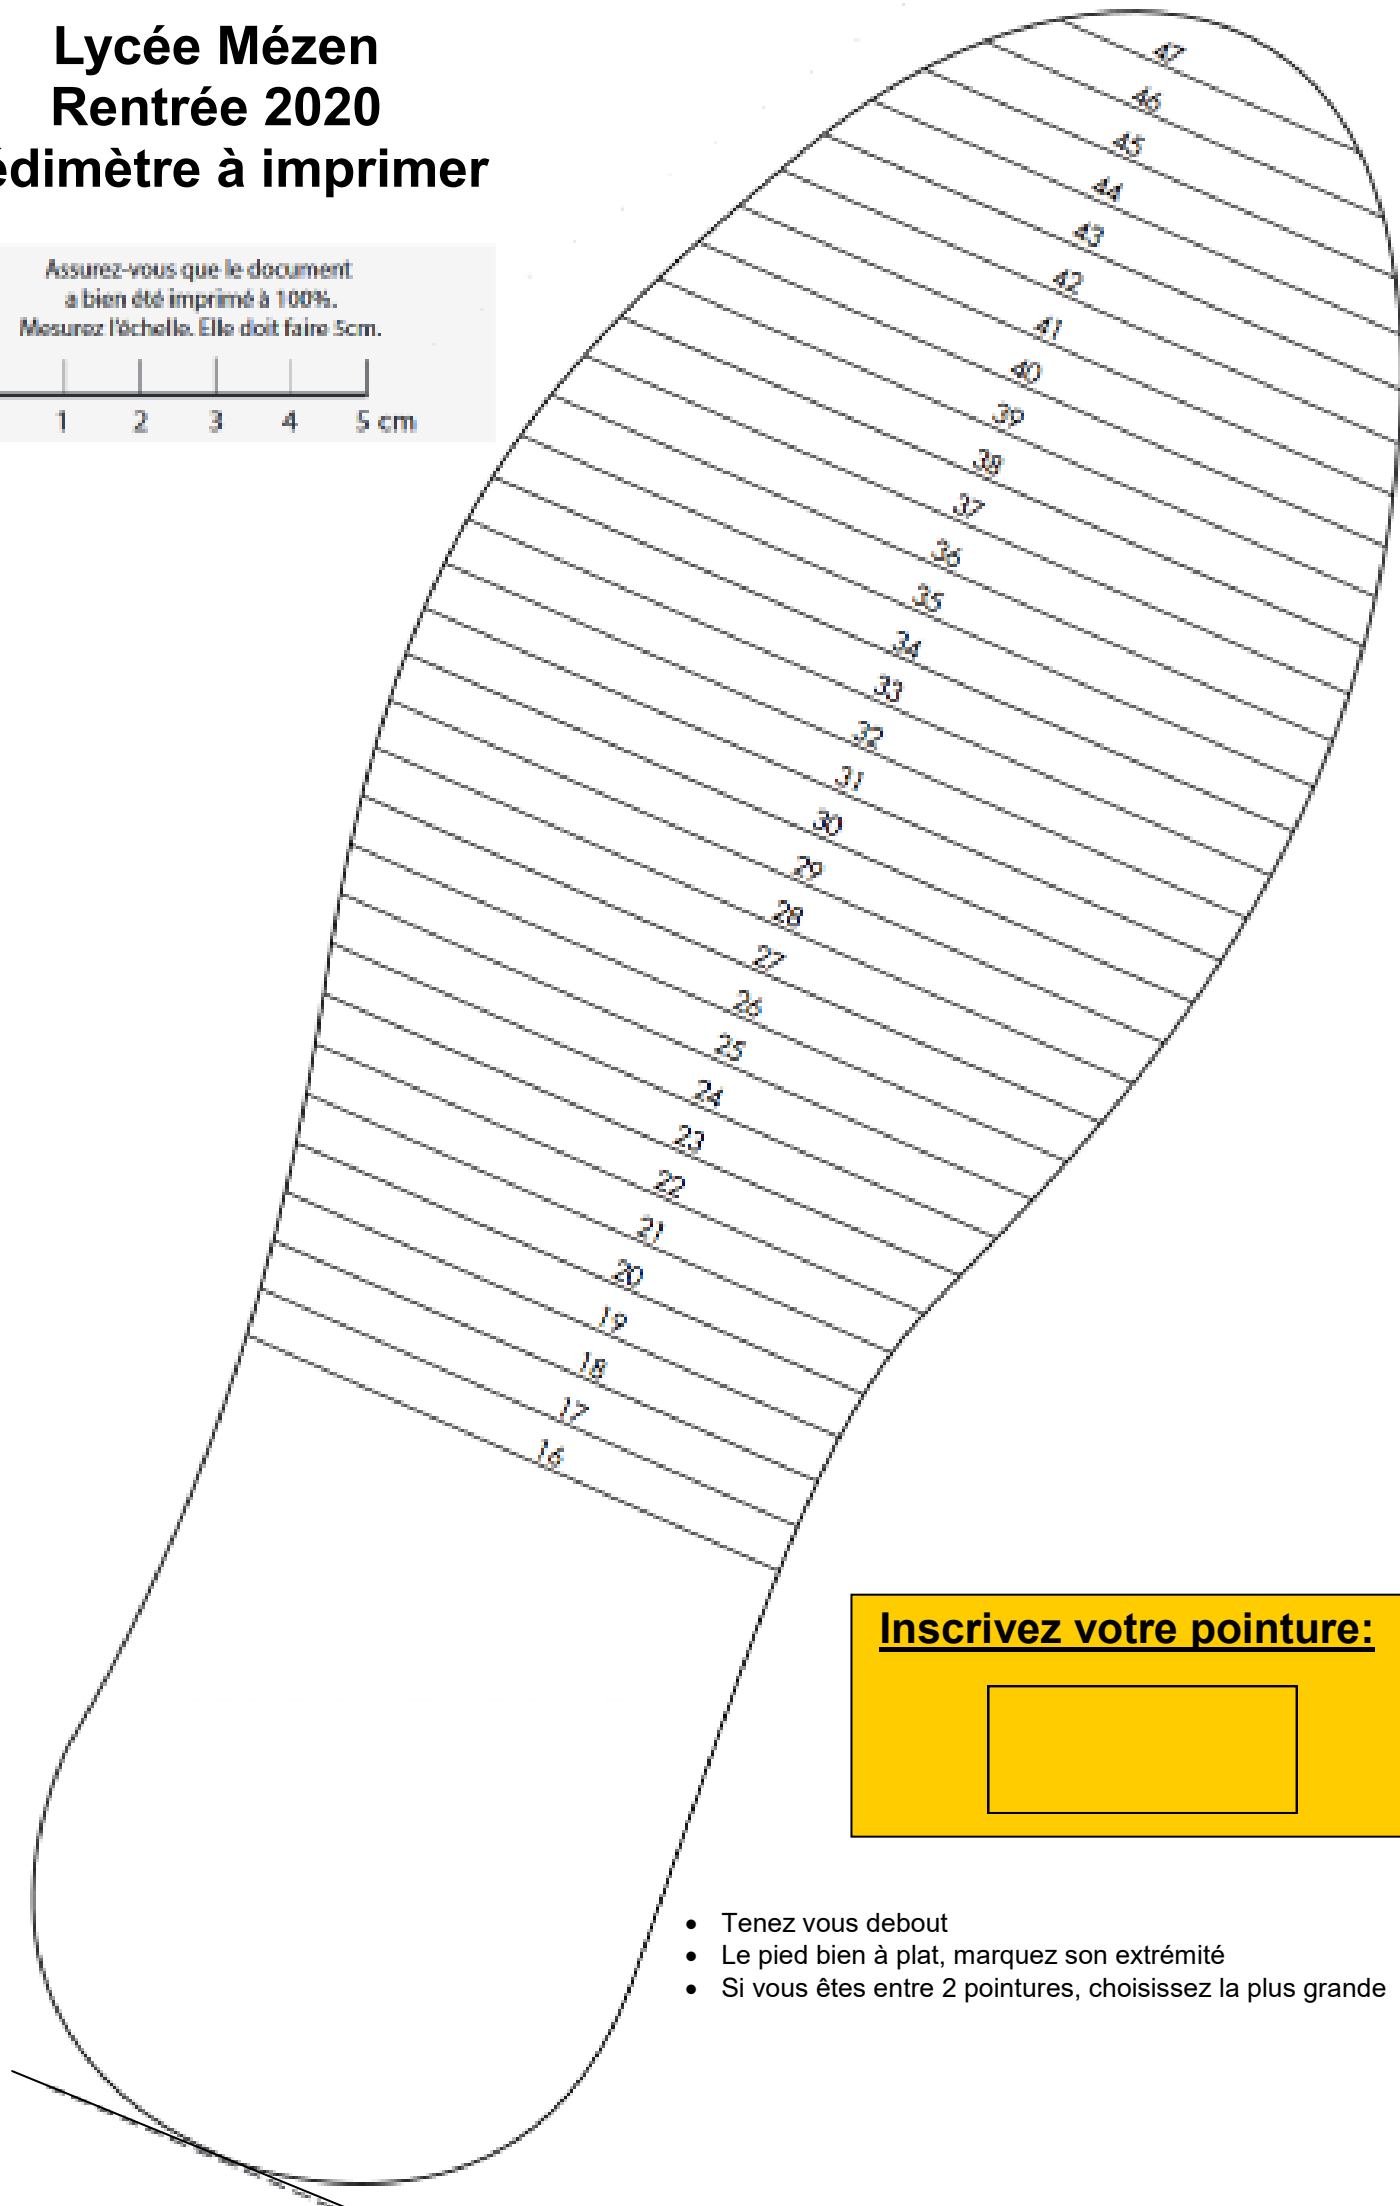 Lycée Mézen
Rentrée 2020
édimètre à imprimer
Assurez-vous que le document
a bien été imprimé à 100%.
Mesurez l'échelle. Elle doit faire 5cm.
1 2 3 4 5 cm
47
46
45
44
43
42
41
40
39
38
37
36
35
34
33
32
31
30
29
28
27
26
25
24
23
22
21
20
19
18
17
16
Inscrivez votre pointure:
• Tenez vous debout
• Le pied bien à plat, marquez son extrémité
• Si vous êtes entre 2 pointures, choisissez la plus grande